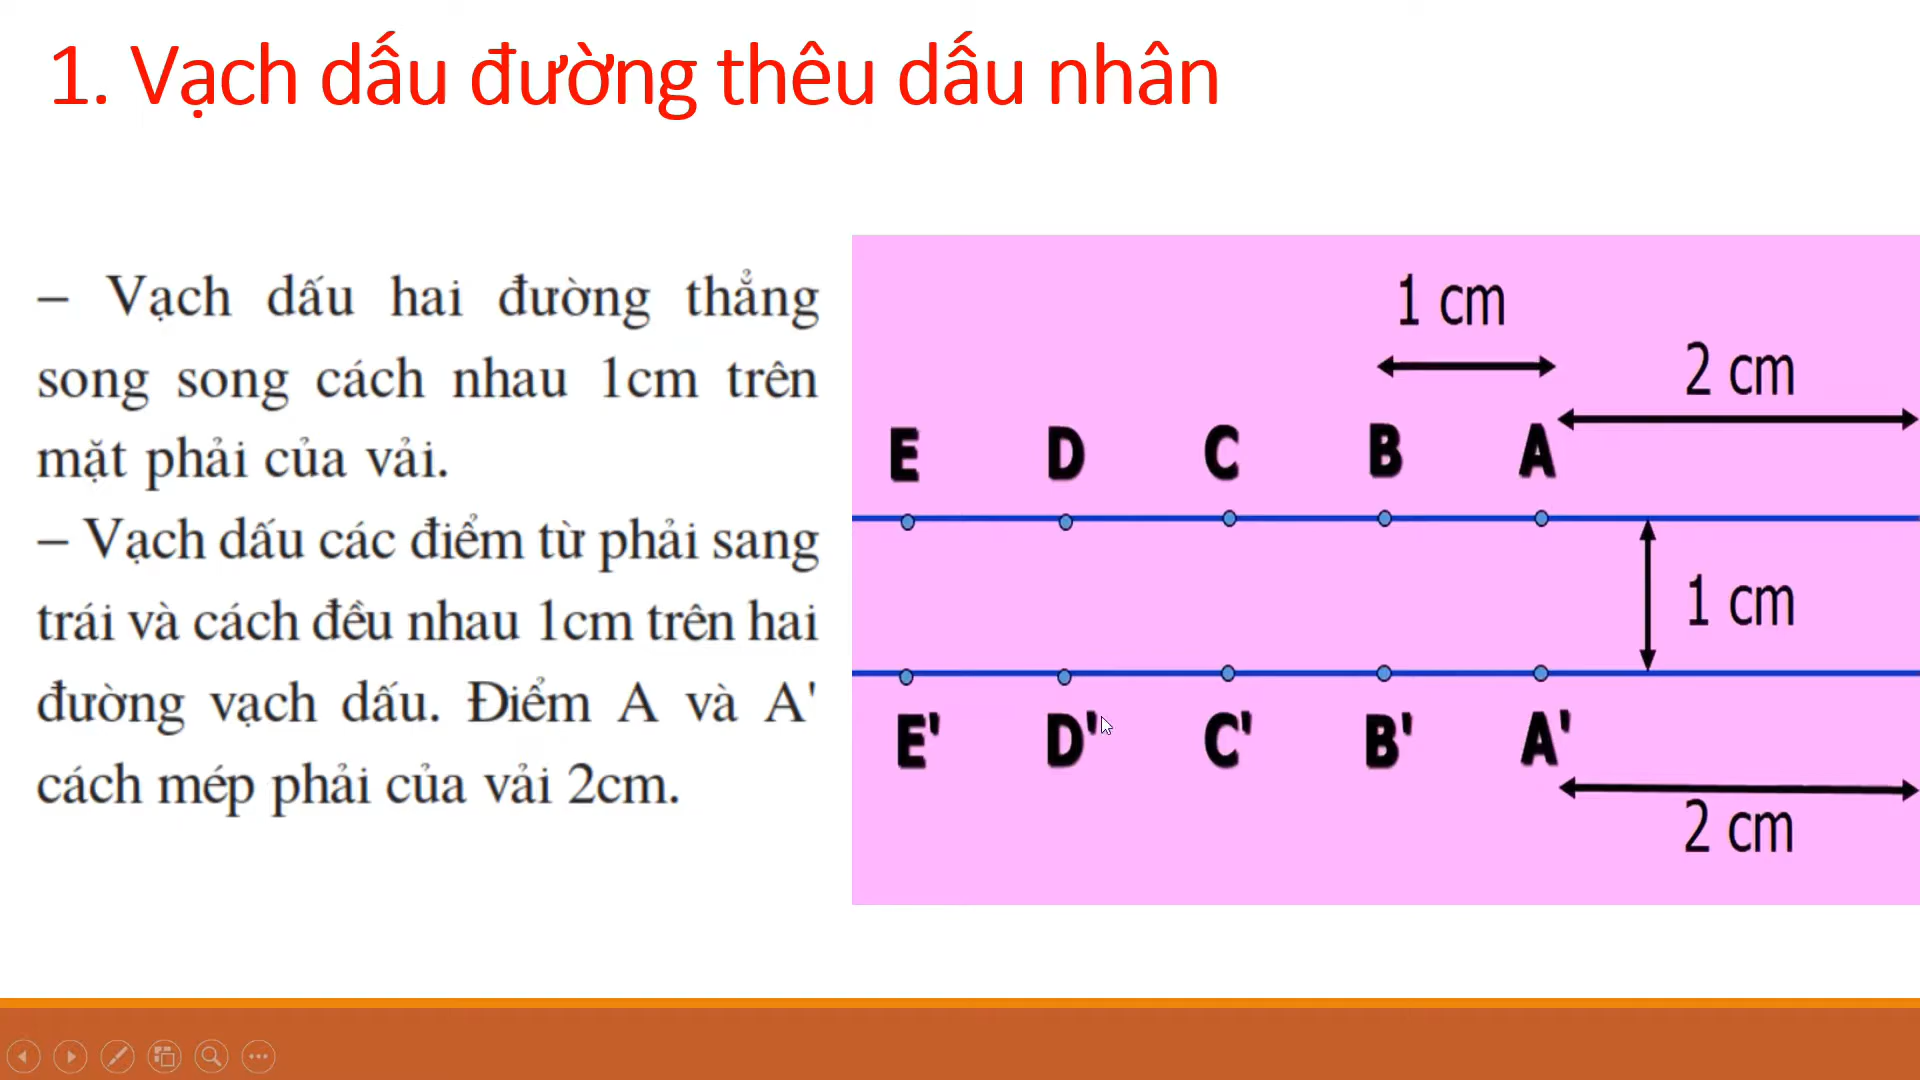 1. Vạch dấu đường thêu dấu nhân
– Vạch dấu hai đường thẳng
song song cách nhau 1cm trên
mặt phải của vải.
– Vạch dấu các điểm từ phải sang
trái và cách đều nhau 1cm trên hai
đường vạch dấu. Điểm A và A'
cách mép phải của vải 2cm.
1 cm
2 cm
E D C B A
1 cm
E' D' C' B' A'
2 cm